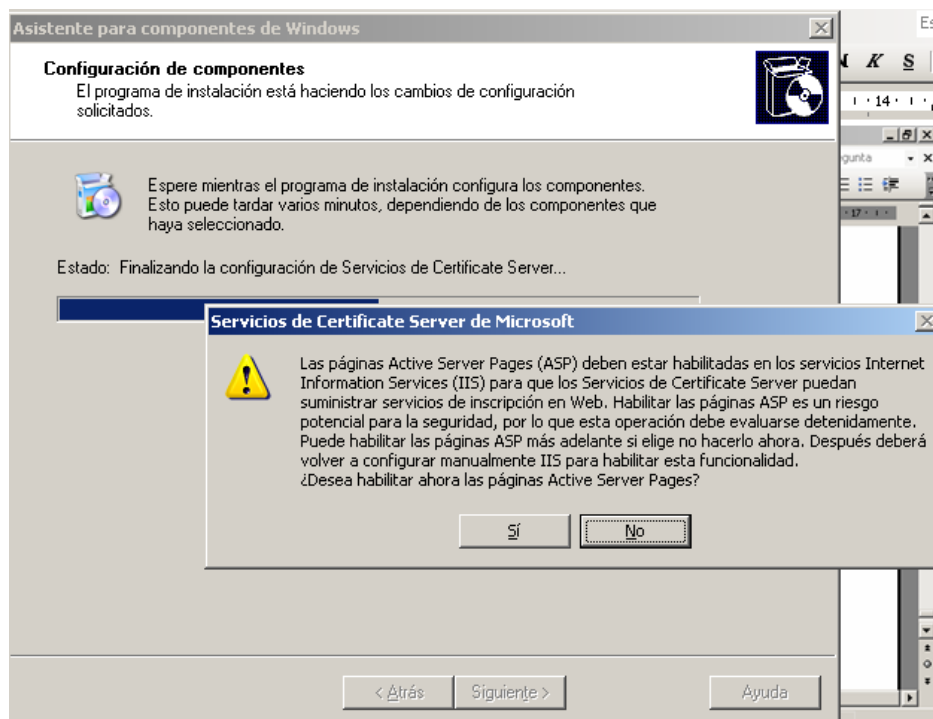 Asistente para componentes de Windows
Configuración de componentes
El programa de instalación está haciendo los cambios de configuración
solicitados.
K S
14
gunta
17
Espere mientras el programa de instalación configura los componentes.
Esto puede tardar varios minutos, dependiendo de los componentes que
haya seleccionado.
Estado: Finalizando la configuración de Servicios de Certificate Server...
Servicios de Certificate Server de Microsoft
Las páginas Active Server Pages (ASP) deben estar habilitadas en los servicios Internet
Information Services (IIS) para que los Servicios de Certificate Server puedan
suministrar servicios de inscripción en Web. Habilitar las páginas ASP es un riesgo
potencial para la seguridad, por lo que esta operación debe evaluarse detenidamente.
Puede habilitar las páginas ASP más adelante si elige no hacerlo ahora. Después deberá
volver a configurar manualmente IIS para habilitar esta funcionalidad.
¿Desea habilitar ahora las páginas Active Server Pages?
Sí No
< Atrás Siguiente > Ayuda